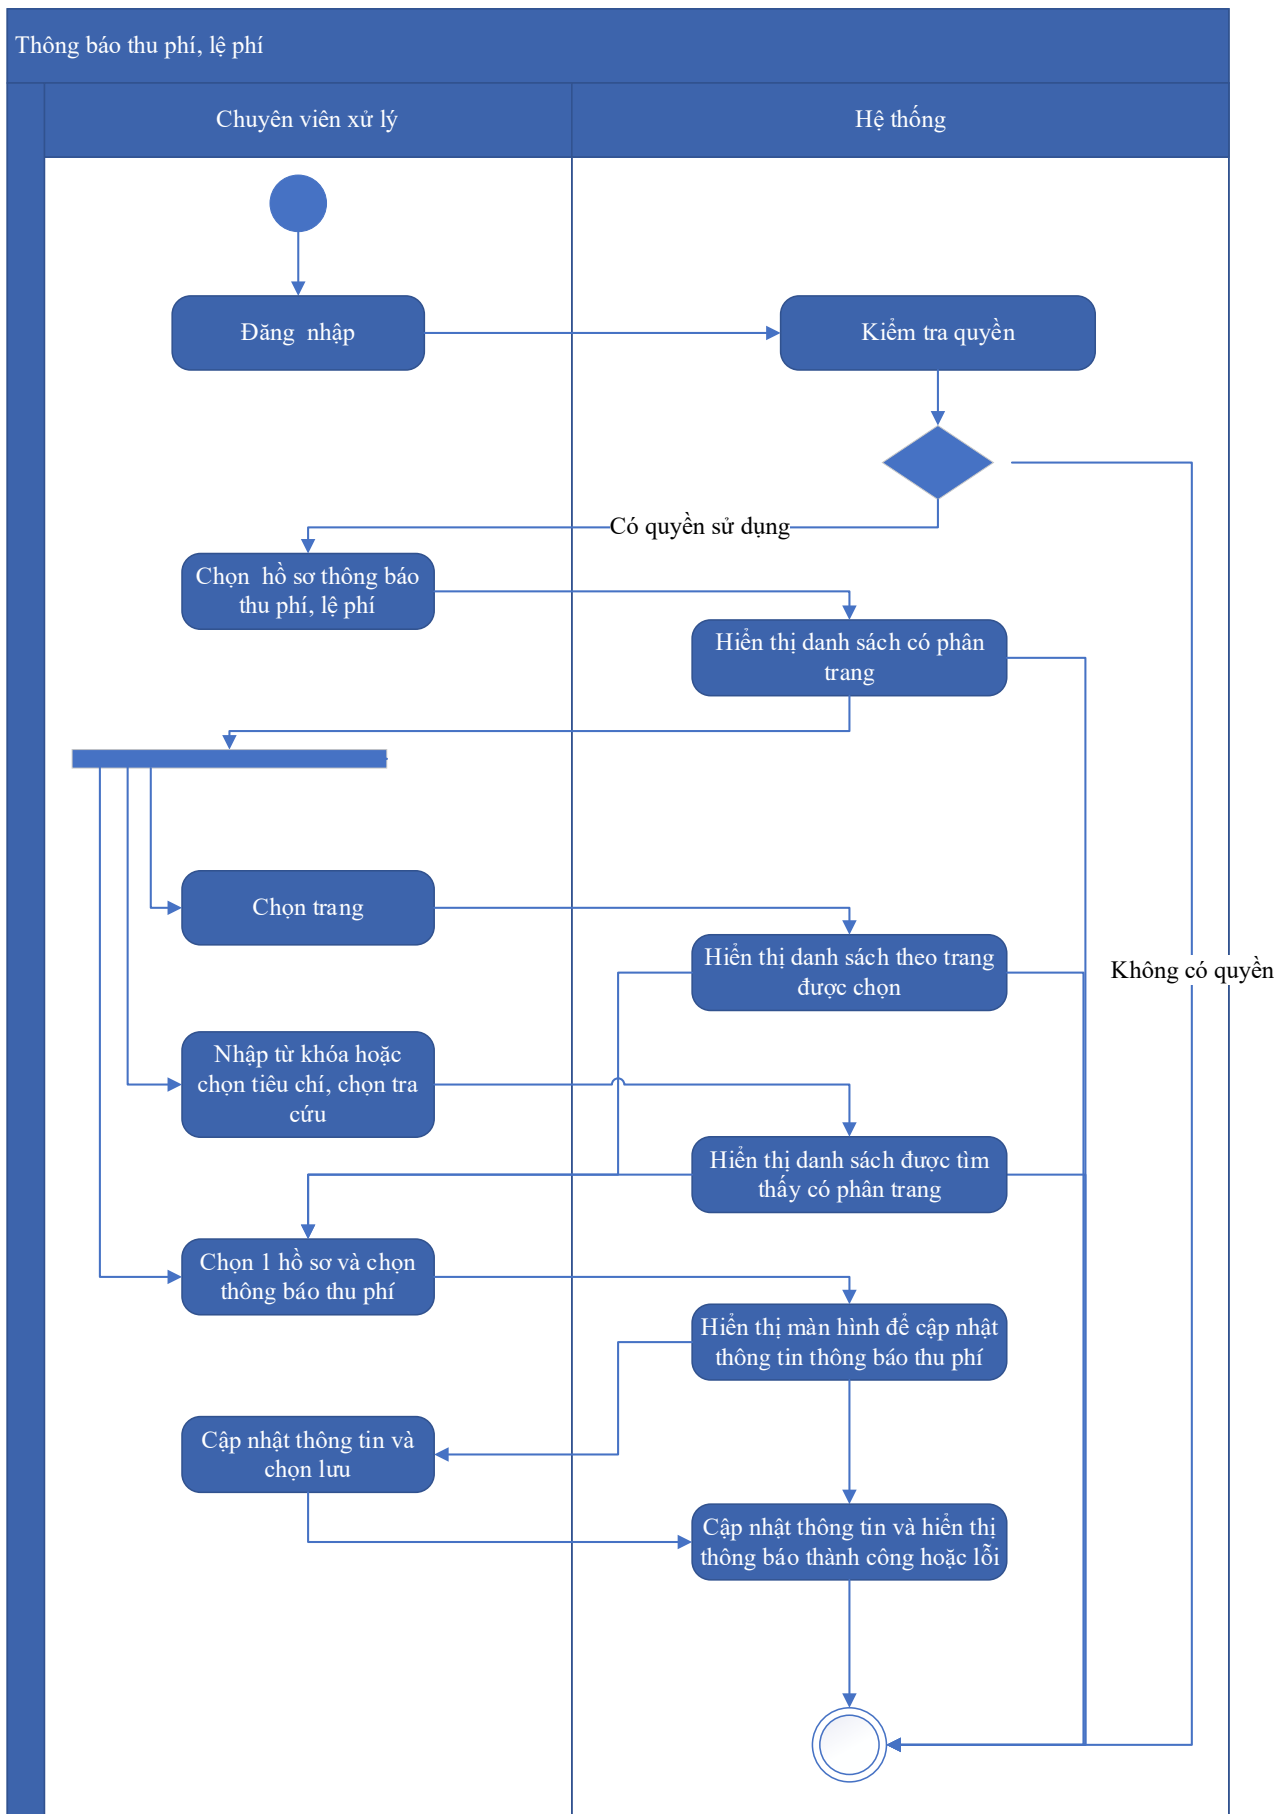 Thông báo thu phí, lệ phí
Chuyên viên xử lý
Hệ thống
Đăng nhập
Kiểm tra quyền
Có quyền sử dụng
Chọn hồ sơ thông báo
thu phí, lệ phí
Hiển thị danh sách có phân
trang
Chọn trang
Hiển thị danh sách theo trang
được chọn
Không có quyền
Nhập từ khóa hoặc
chọn tiêu chí, chọn tra
cứu
Hiển thị danh sách được tìm
thấy có phân trang
Chọn 1 hồ sơ và chọn
thông báo thu phí
Hiển thị màn hình để cập nhật
thông tin thông báo thu phí
Cập nhật thông tin và
chọn lưu
Cập nhật thông tin và hiển thị
thông báo thành công hoặc lỗi